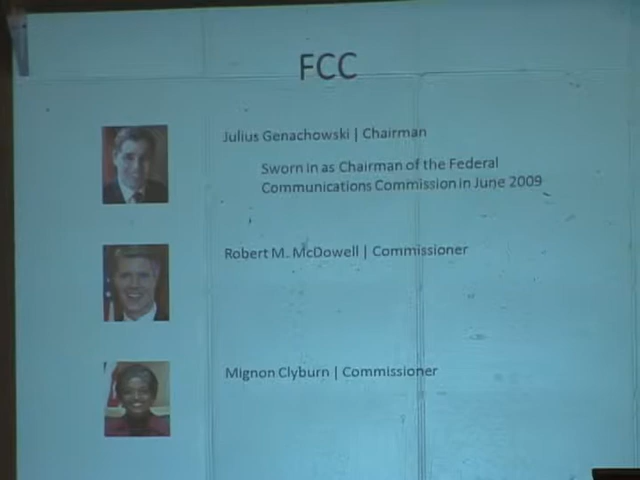 FCC
Julius Genachowski | Chairman
Sworn in as Chairman of the Federal
Communications Commission in June 2009
Robert M. McDowell | Commissioner
Mignon Clyburn | Commissioner